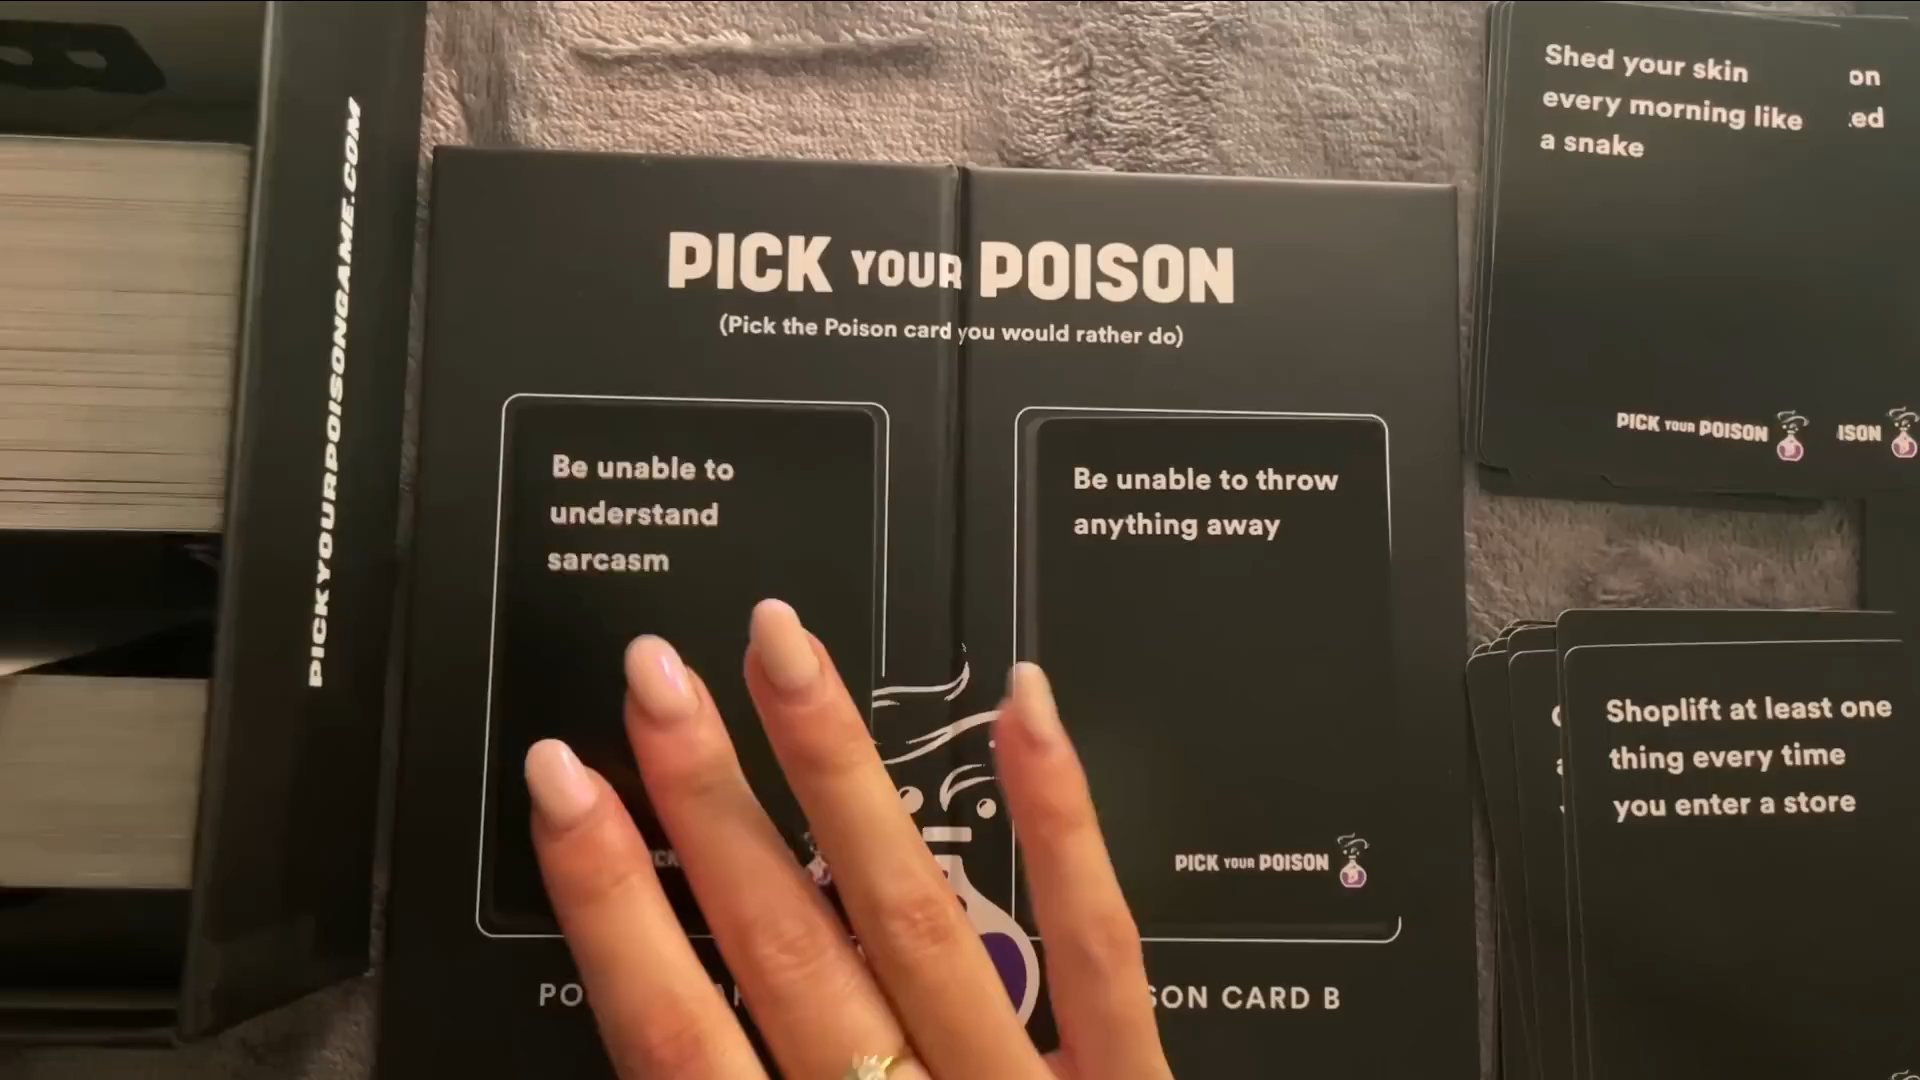 PICKYOURPOISONGAME.COM
PICK YOUR POISON
(Pick the Poison card you would rather do)
Be unable to
understand
sarcasm
Be unable to throw
anything away
PICK YOUR POISON
CARD B
Shed your skin
every morning like
a snake
on
ed
PICK YOUR POISON
ISON
Shoplift at least one
thing every time
you enter a store